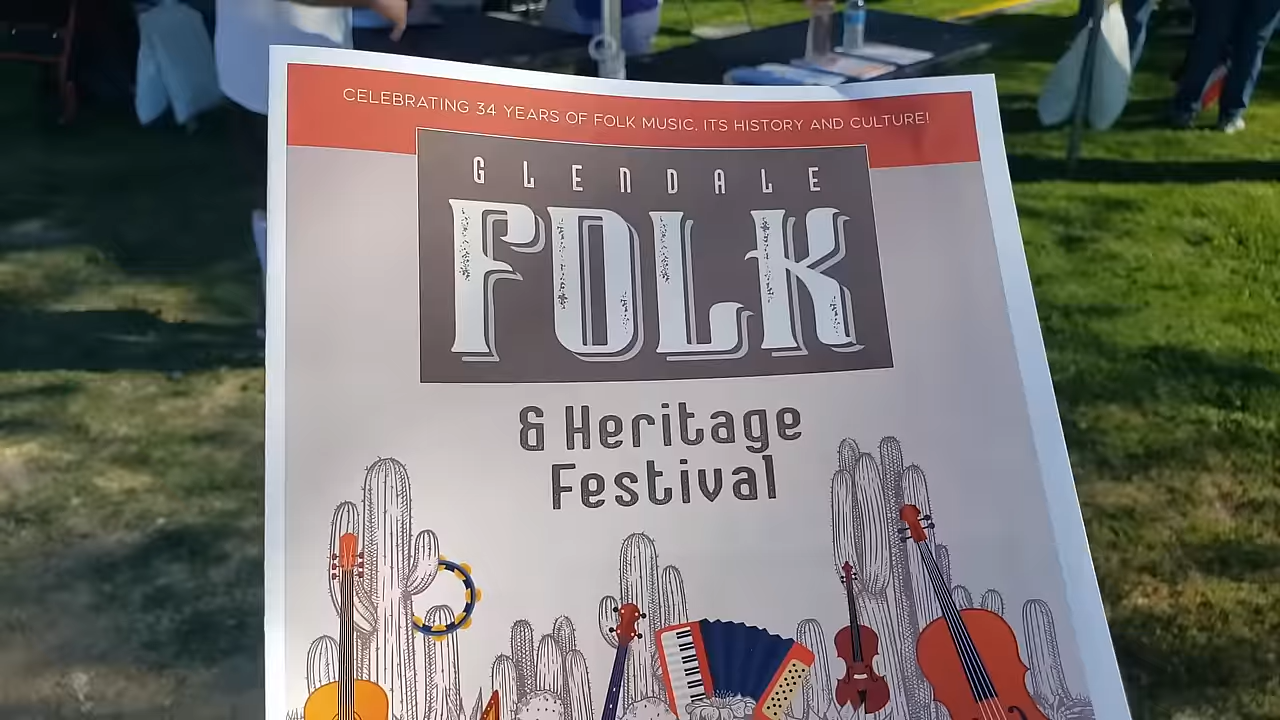 CELEBRATING 34 YEARS OF FOLK MUSIC, ITS HISTORY AND CULTURE!
GLENDALE
FOLK
& Heritage
Festival